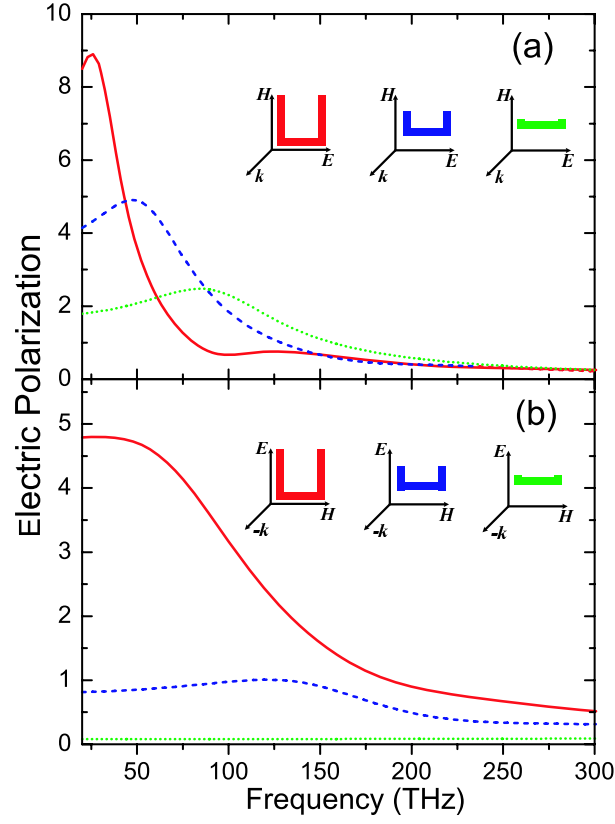 Electric Polarization
10
8
6
4
2
0
(a)
H
E
k
H
E
k
H
E
k
5
4
3
2
1
0
(b)
E
H
-k
E
H
-k
E
H
-k
50 100 150 200 250 300
Frequency (THz)